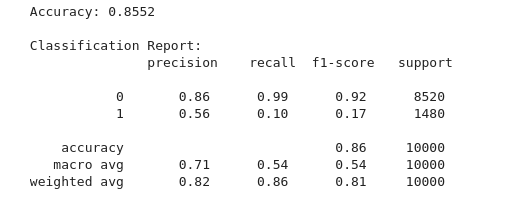 Accuracy: 0.8552
Classification Report:
precision recall f1-score support
0 0.86 0.99 0.92 8520
1 0.56 0.10 0.17 1480
accuracy 0.86 10000
macro avg 0.71 0.54 0.54 10000
weighted avg 0.82 0.86 0.81 10000